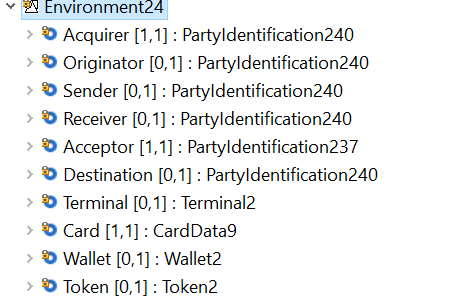 Environment24
Acquirer [1,1] : PartyIdentification240
Originator [0,1] : PartyIdentification240
Sender [0,1] : PartyIdentification240
Receiver [0,1] : PartyIdentification240
Acceptor [1,1] : PartyIdentification237
Destination [0,1] : PartyIdentification240
Terminal [0,1] : Terminal2
Card [1,1] : CardData9
Wallet [0,1] : Wallet2
Token [0,1] : Token2